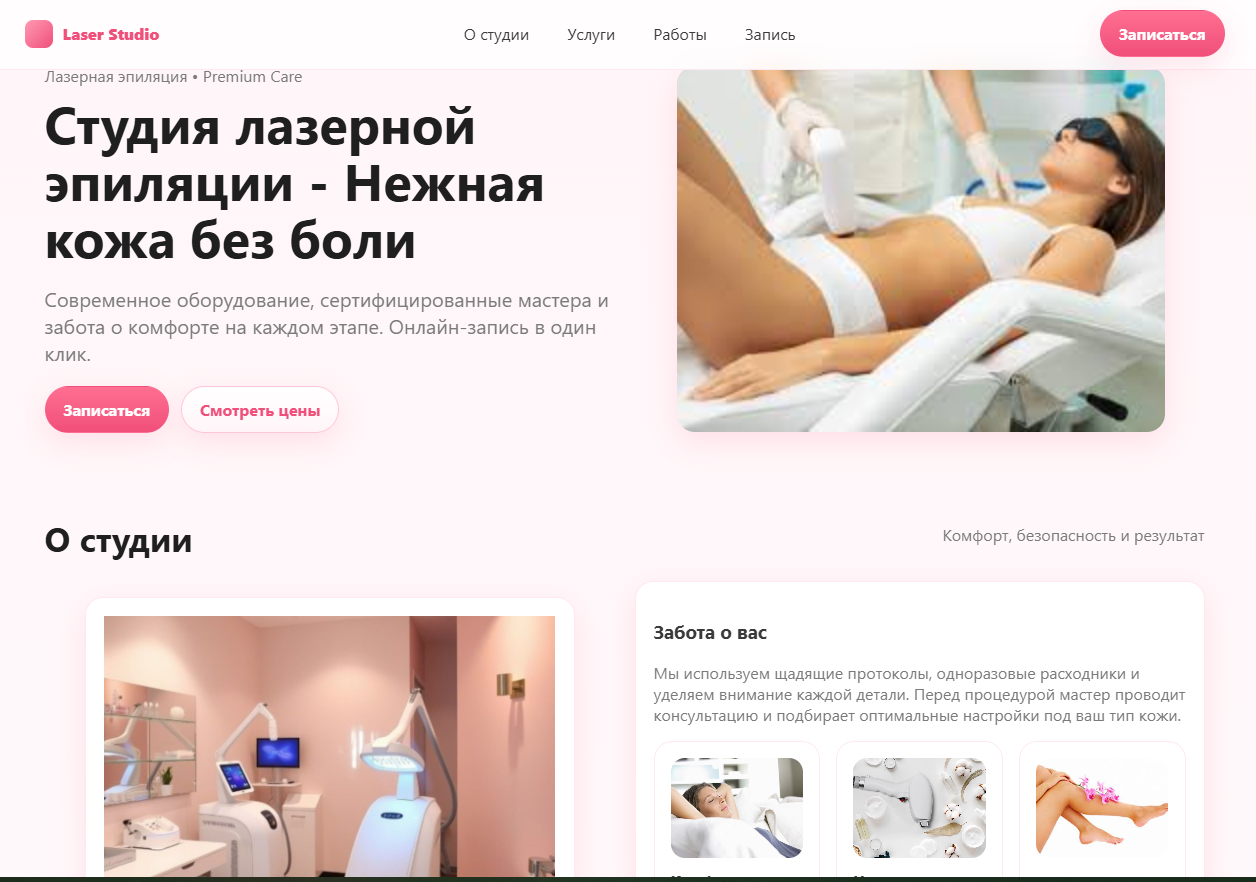 Laser Studio
О студии
Услуги
Работы
Запись
Записаться
Лазерная эпиляция • Premium Care
Студия лазерной
эпиляции - Нежная
кожа без боли
Современное оборудование, сертифицированные мастера и
забота о комфорте на каждом этапе. Онлайн-запись в один
клик.
Записаться
Смотреть цены
О студии
Комфорт, безопасность и результат
Забота о вас
Мы используем щадящие протоколы, одноразовые расходники и
уделяем внимание каждой детали. Перед процедурой мастер проводит
консультацию и подбирает оптимальные настройки под ваш тип кожи.